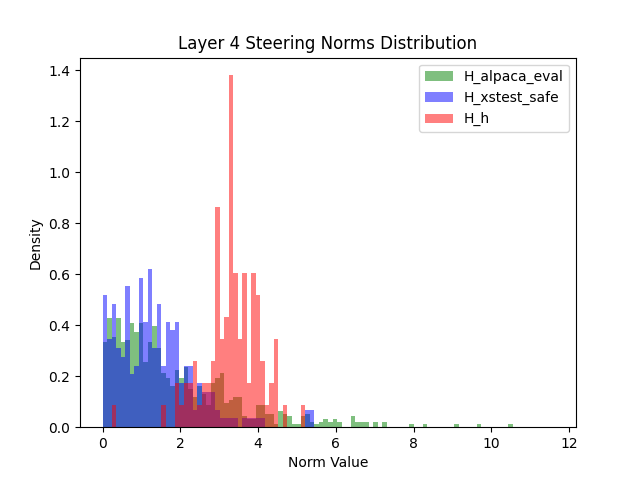 Layer 4 Steering Norms Distribution
H_alpaca_eval
H_xstest_safe
H_h
1.4
1.2
1.0
0.8
0.6
0.4
0.2
0.0
Density
0 2 4 6 8 10 12
Norm Value